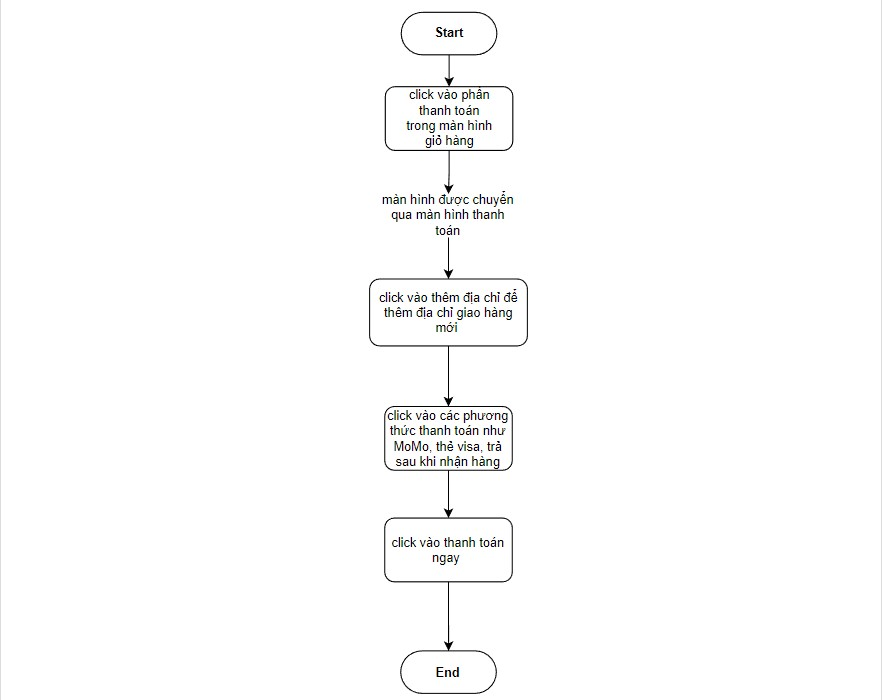 Start
click vào phần
thanh toán
trong màn hình
giỏ hàng
màn hình được chuyển
qua màn hình thanh
toán
click vào thêm địa chỉ để
thêm địa chỉ giao hàng
mới
click vào các phương
thức thanh toán như
MoMo, thẻ visa, trả
sau khi nhận hàng
click vào thanh toán
ngay
End